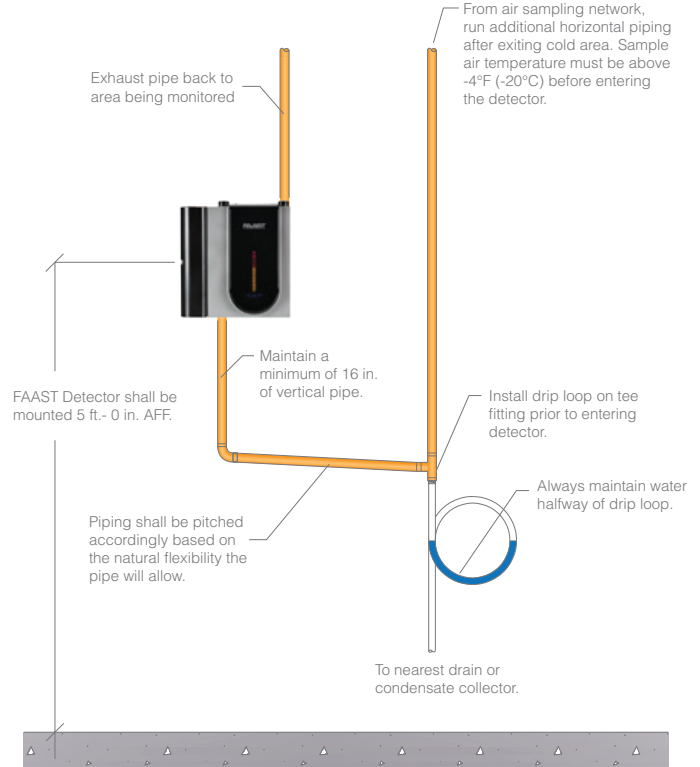 From air sampling network,
run additional horizontal piping
after exiting cold area. Sample
air temperature must be above
-4°F (-20°C) before entering
the detector.
Exhaust pipe back to
area being monitored
FAAST
Maintain a
minimum of 16 in.
of vertical pipe.
FAAST Detector shall be
mounted 5 ft.- 0 in. AFF.
Install drip loop on tee
fitting prior to entering
detector.
Always maintain water
halfway of drip loop.
Piping shall be pitched
accordingly based on
the natural flexibility the
pipe will allow.
To nearest drain or
condensate collector.